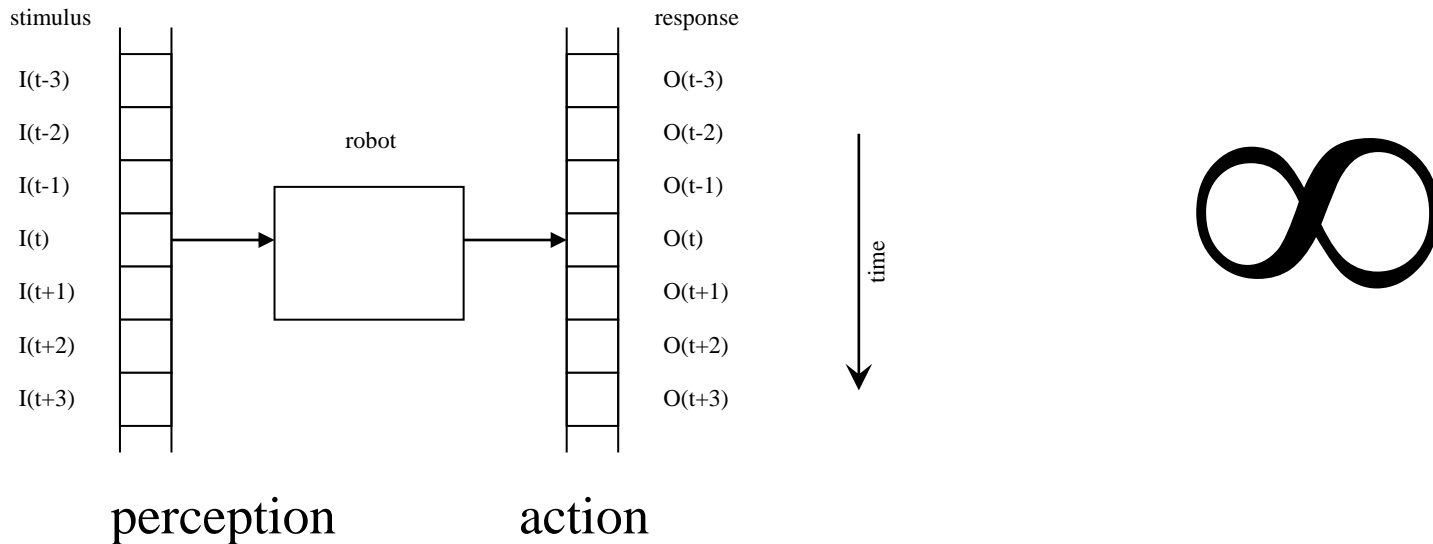 stimulus
response
I(t-3)
O(t-3)
I(t-2)
O(t-2)
robot
I(t-1)
O(t-1)
I(t)
O(t)
time
I(t+1)
O(t+1)
I(t+2)
O(t+2)
I(t+3)
O(t+3)
perception
action
∞